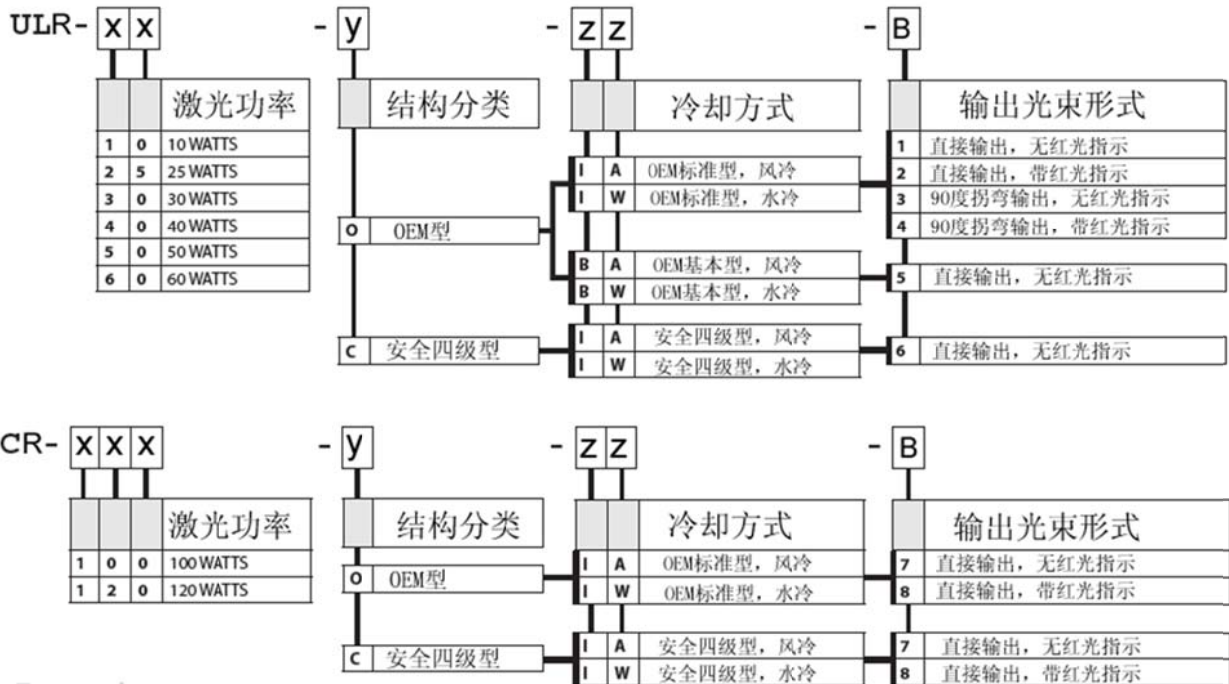 ULR- X X - y - Z Z - B
激光功率 结构分类 冷却方式 输出光束形式
1 0 10 WATTS 1 直接输出，无红光指示
2 5 25 WATTS I A OEM标准型，风冷 2 直接输出，带红光指示
3 0 30 WATTS I W OEM标准型，水冷 3 90度拐弯输出，无红光指示
4 0 40 WATTS O OEM型 4 90度拐弯输出，带红光指示
5 0 50 WATTS B A OEM基本型，风冷 5 直接输出，无红光指示
6 0 60 WATTS B W OEM基本型，水冷
I A 安全四级型，风冷
C 安全四级型 I W 安全四级型，水冷 6 直接输出，无红光指示
CR- X X X - y - Z Z - B
激光功率 结构分类 冷却方式 输出光束形式
1 0 0 100 WATTS O OEM型 I A OEM标准型，风冷 7 直接输出，无红光指示
1 2 0 120 WATTS I W OEM标准型，水冷 8 直接输出，带红光指示
C 安全四级型 I A 安全四级型，风冷 7 直接输出，无红光指示
I W 安全四级型，水冷 8 直接输出，带红光指示